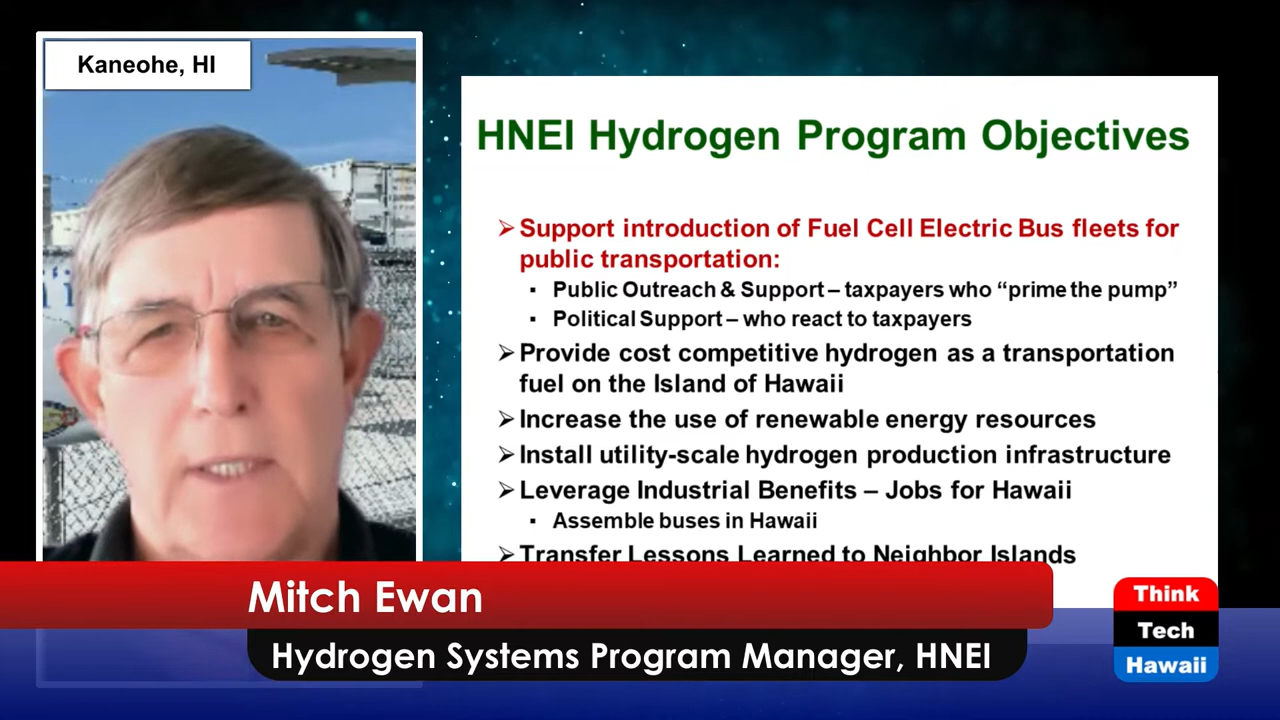 Kaneohe, HI
HNEI Hydrogen Program Objectives
➢ Support introduction of Fuel Cell Electric Bus fleets for
public transportation:
▪ Public Outreach & Support – taxpayers who “prime the pump”
▪ Political Support – who react to taxpayers
➢ Provide cost competitive hydrogen as a transportation
fuel on the Island of Hawaii
➢ Increase the use of renewable energy resources
➢ Install utility-scale hydrogen production infrastructure
➢ Leverage Industrial Benefits – Jobs for Hawaii
▪ Assemble buses in Hawaii
➢ Transfer Lessons Learned to Neighbor Islands
Mitch Ewan
Hydrogen Systems Program Manager, HNEI
Think
Tech
Hawaii